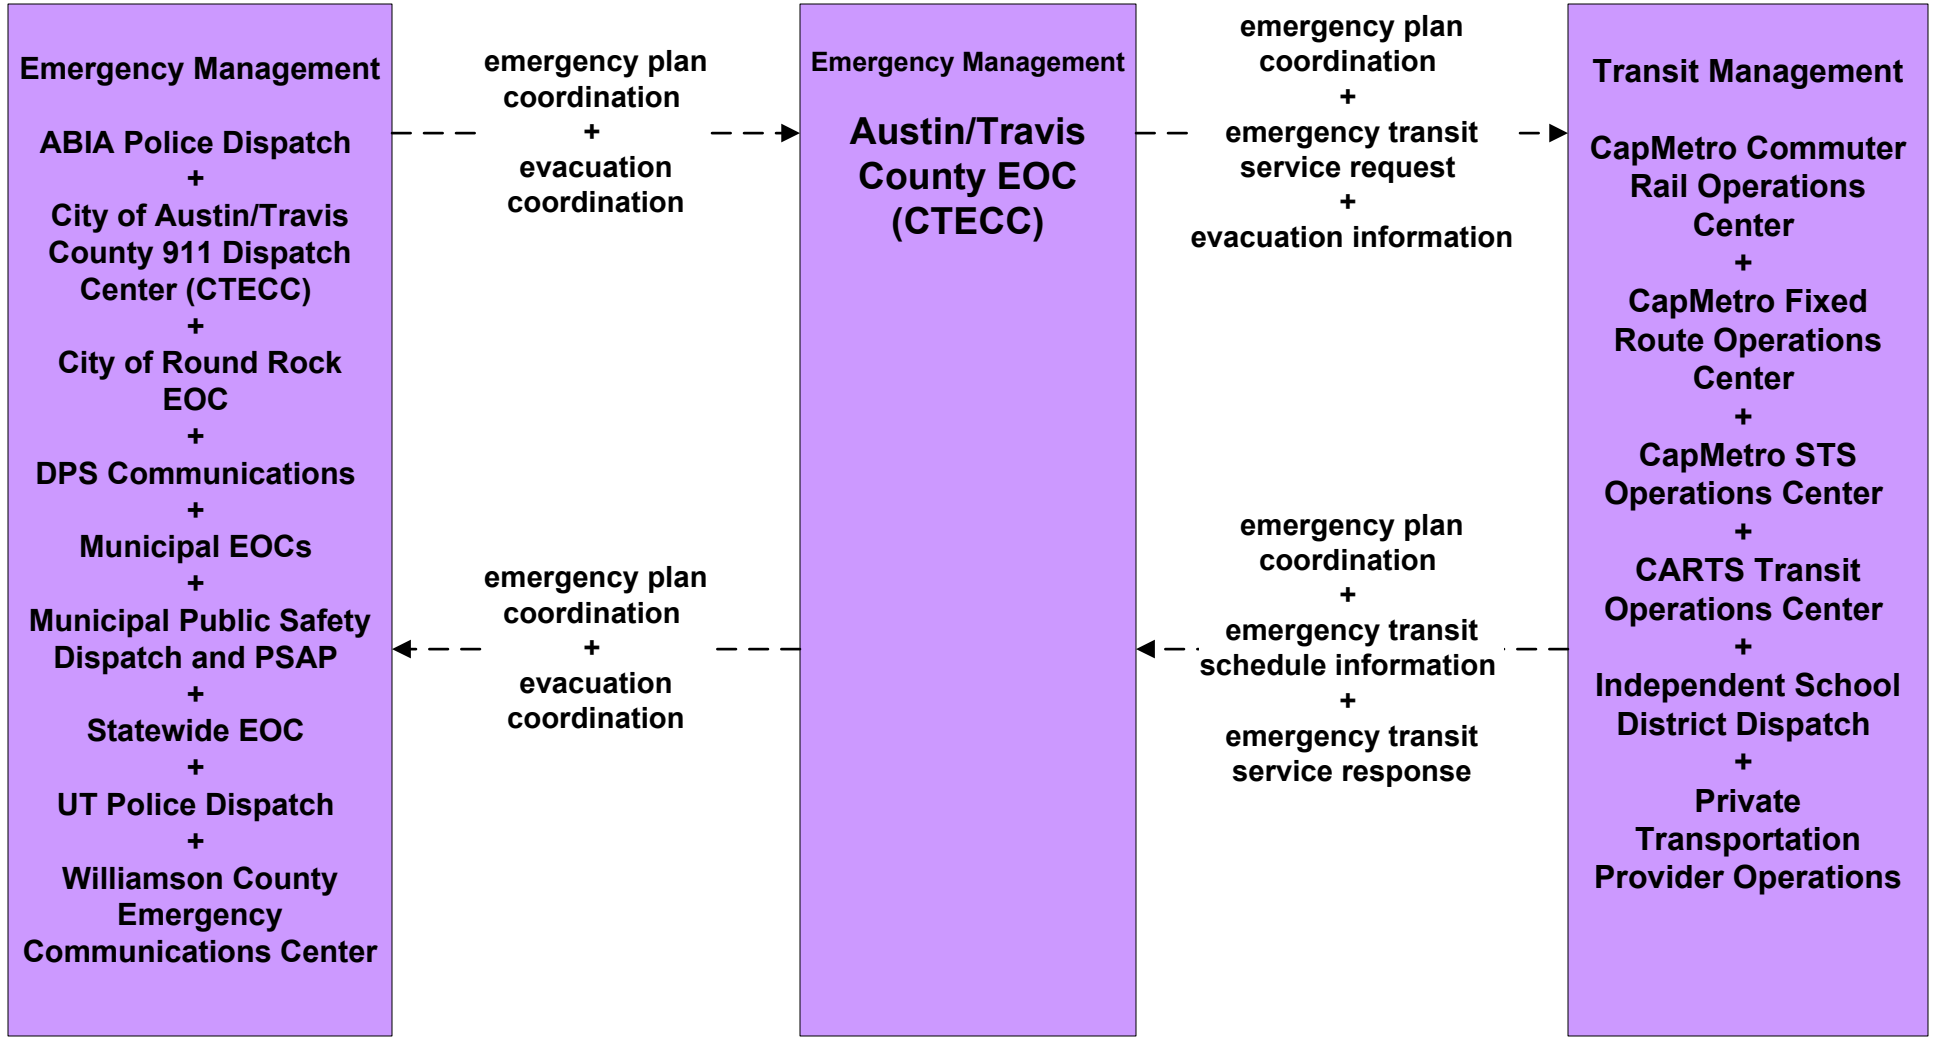 Emergency Management
ABIA Police Dispatch
+
City of Austin/Travis
County 911 Dispatch
Center (CTECC)
+
City of Round Rock
EOC
+
DPS Communications
+
Municipal EOCs
+
Municipal Public Safety
Dispatch and PSAP
+
Statewide EOC
+
UT Police Dispatch
+
Williamson County
Emergency
Communications Center
emergency plan
coordination
+
evacuation
coordination
emergency plan
coordination
+
evacuation
coordination
Emergency Management
Austin/Travis
County EOC
(CTECC)
emergency plan
coordination
+
emergency transit
service request
+
evacuation information
emergency plan
coordination
+
emergency transit
schedule information
+
emergency transit
service response
Transit Management
CapMetro Commuter
Rail Operations
Center
+
CapMetro Fixed
Route Operations
Center
+
CapMetro STS
Operations Center
+
CARTS Transit
Operations Center
+
Independent School
District Dispatch
+
Private
Transportation
Provider Operations